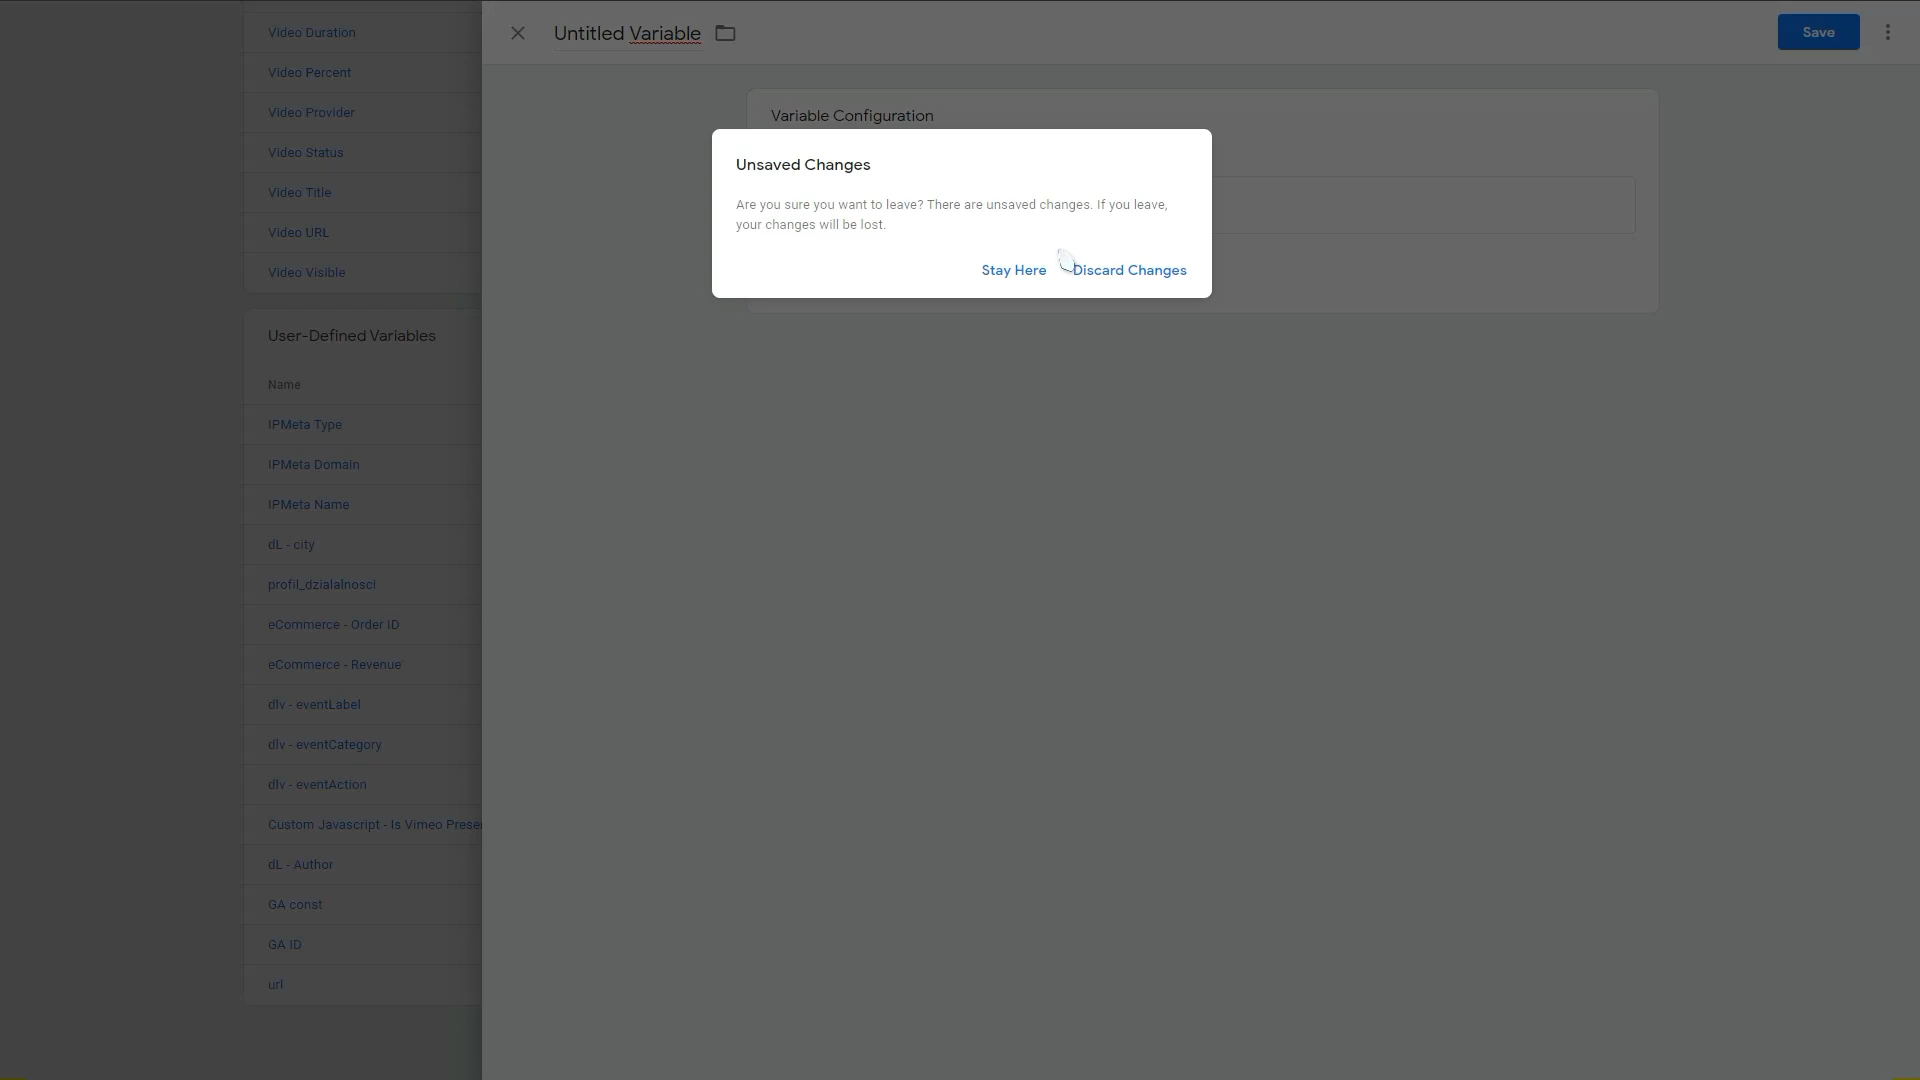 Video Duration
Video Percent
Video Provider
Video Status
Video Title
Video URL
Video Visible
User-Defined Variables
Name
IPMeta Type
IPMeta Domain
IPMeta Name
dL - city
profil_dzialalnosci
eCommerce - Order ID
eCommerce - Revenue
dlv - eventLabel
dlv - eventCategory
dlv - eventAction
Custom Javascript - Is Vimeo Presen
dL - Author
GA const
GA ID
url
Untitled Variable
Save
Variable Configuration
Unsaved Changes
Are you sure you want to leave? There are unsaved changes. If you leave,
your changes will be lost.
Stay Here
Discard Changes